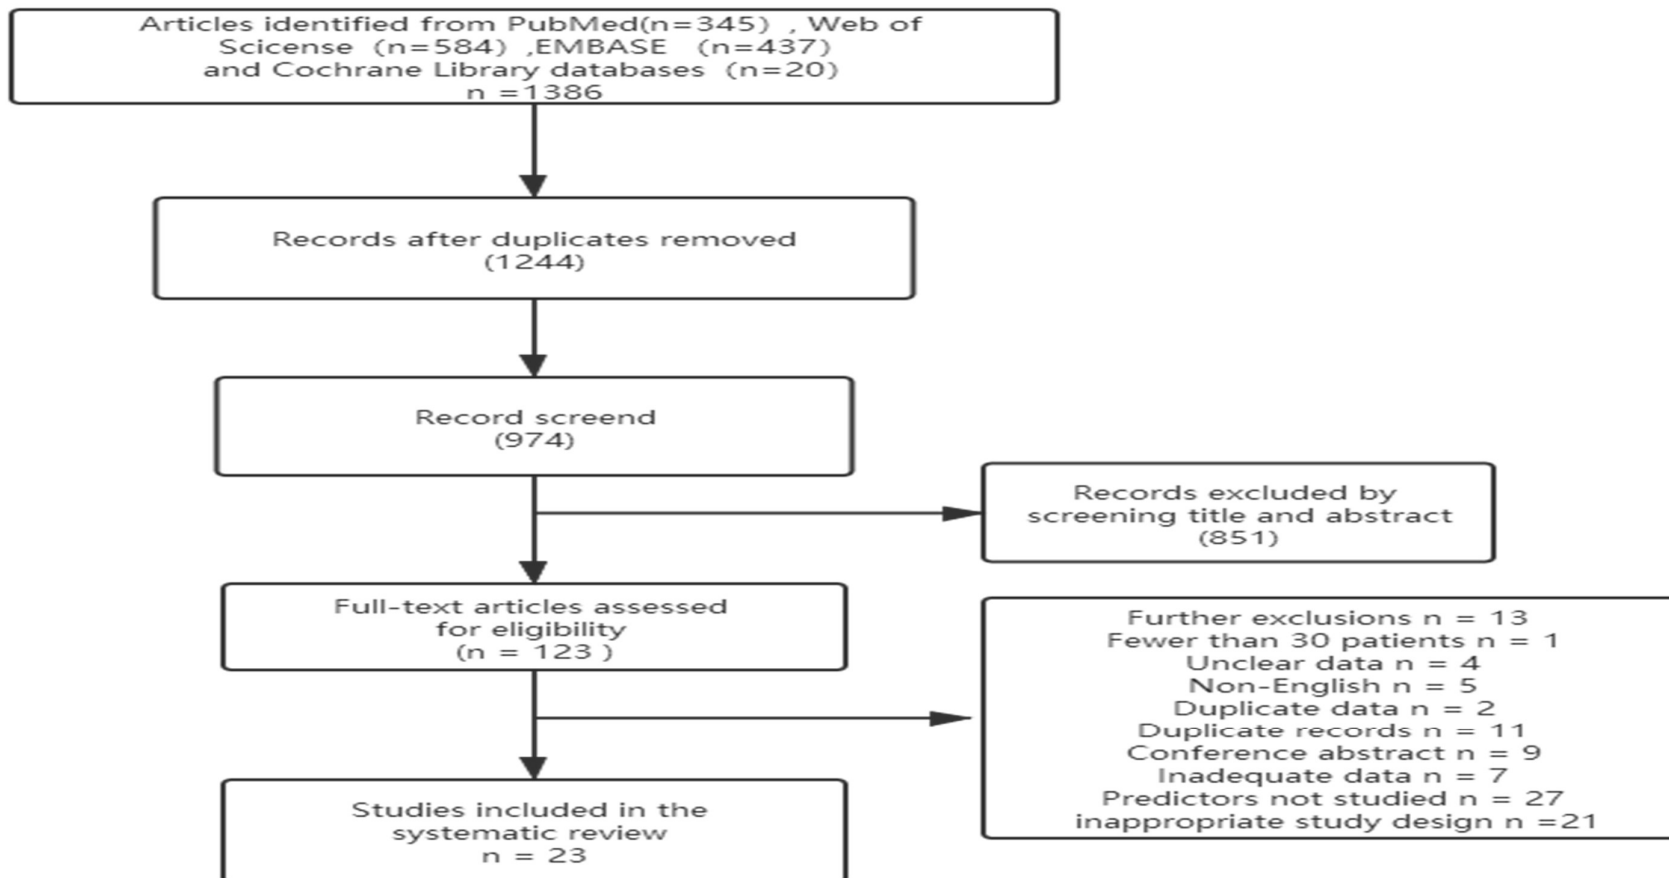 Articles identified from PubMed(n=345) , Web of
Scicense (n=584) ,EMBASE (n=437)
and Cochrane Library databases (n=20)
n =1386
Records after duplicates removed
(1244)
Record screend
(974)
Records excluded by
screening title and abstract
(851)
Full-text articles assessed
for eligibility
(n = 123 )
Further exclusions n = 13
Fewer than 30 patients n = 1
Unclear data n = 4
Non-English n = 5
Duplicate data n = 2
Duplicate records n = 11
Conference abstract n = 9
Inadequate data n = 7
Predictors not studied n = 27
inappropriate study design n =21
Studies included in the
systematic review
n = 23